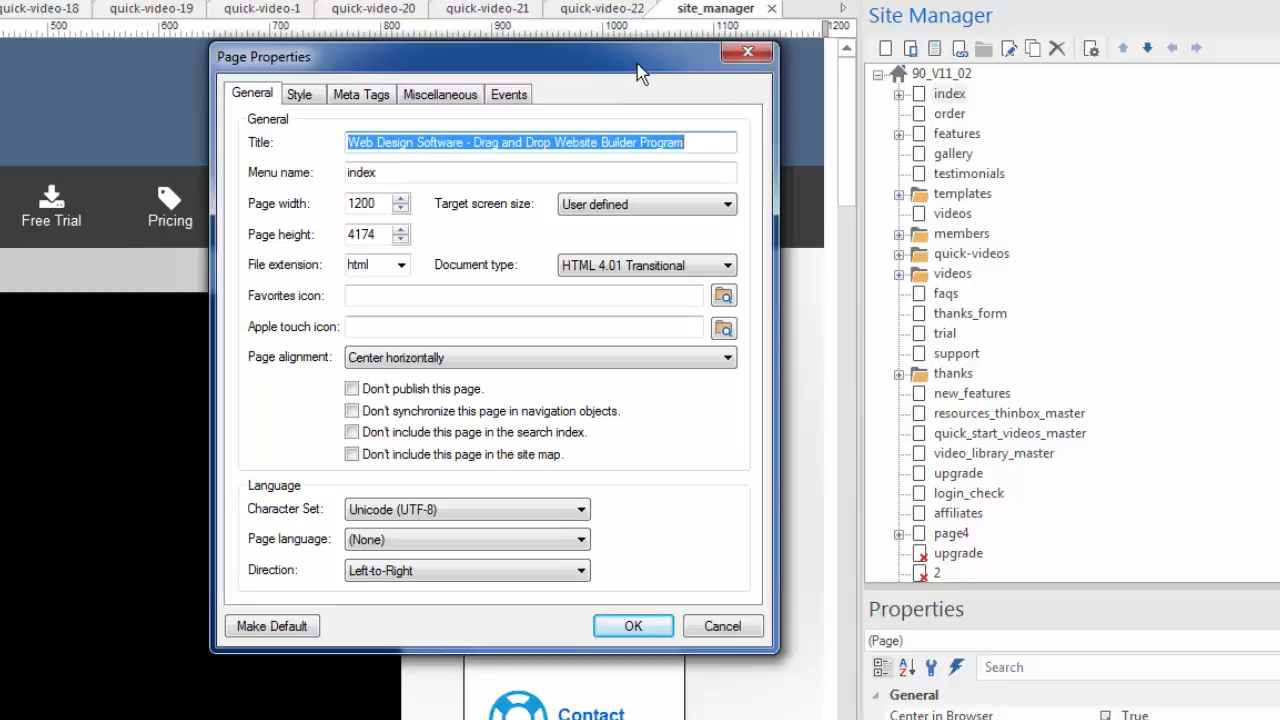 quick-video-18
quick-video-19
quick-video-1
quick-video-20
quick-video-21
quick-video-22
site_manager
500
600
700
800
900
1000
1100
1200
Free Trial
Pricing
Page Properties
General
Style
Meta Tags
Miscellaneous
Events
General
Title:
Web Design Software - Drag and Drop Website Builder Program
Menu name:
index
Page width:
1200
Target screen size:
User defined
Page height:
4174
File extension:
html
Document type:
HTML 4.01 Transitional
Favorites icon:
Apple touch icon:
Page alignment:
Center horizontally
Don't publish this page.
Don't synchronize this page in navigation objects.
Don't include this page in the search index.
Don't include this page in the site map.
Language
Character Set:
Unicode (UTF-8)
Page language:
(None)
Direction:
Left-to-Right
Make Default
OK
Cancel
Contact
Site Manager
90_V11_02
index
order
features
gallery
testimonials
templates
videos
members
quick-videos
videos
faqs
thanks_form
trial
support
thanks
new_features
resources_thinbox_master
quick_start_videos_master
video_library_master
upgrade
login_check
affiliates
page4
upgrade
2
Properties
(Page)
Search
General
Center in Browser
True